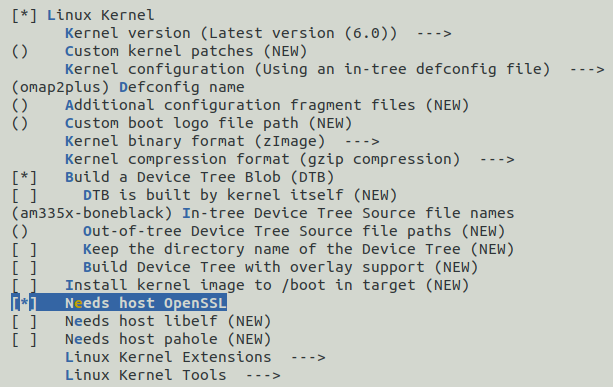 [*] Linux Kernel
      Kernel version (Latest version (6.0))  --->
()    Custom kernel patches (NEW)
      Kernel configuration (Using an in-tree defconfig file)  --->
(omap2plus) Defconfig name
()    Additional configuration fragment files (NEW)
()    Custom boot logo file path (NEW)
      Kernel binary format (zImage)  --->
      Kernel compression format (gzip compression)  --->
[*]   Build a Device Tree Blob (DTB)
[ ]     DTB is built by kernel itself (NEW)
(am335x-boneblack) In-tree Device Tree Source file names
()      Out-of-tree Device Tree Source file paths (NEW)
[ ]     Keep the directory name of the Device Tree (NEW)
[ ]     Build Device Tree with overlay support (NEW)
[ ]   Install kernel image to /boot in target (NEW)
[*]   Needs host OpenSSL
[ ]   Needs host libelf (NEW)
[ ]   Needs host pahole (NEW)
      Linux Kernel Extensions  --->
      Linux Kernel Tools  --->